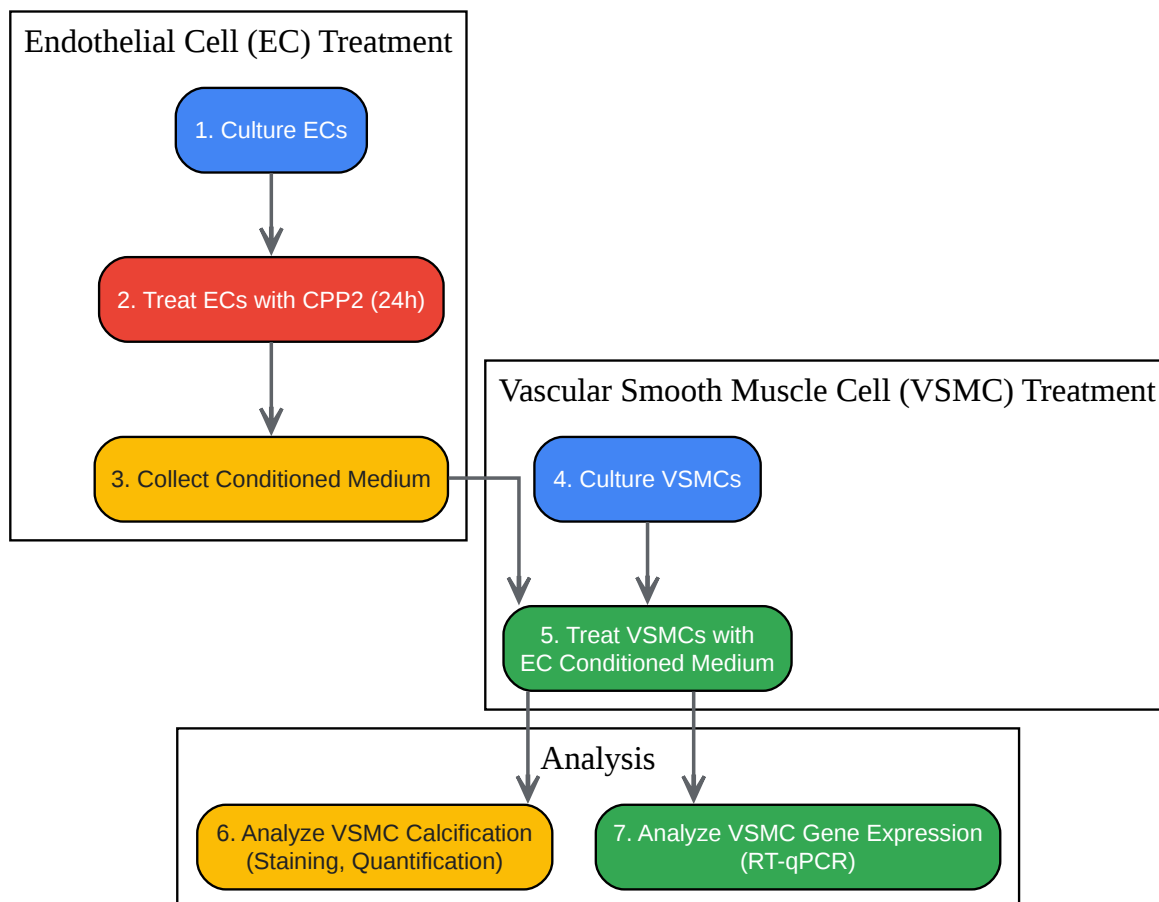 Endothelial Cell (EC) Treatment
1. Culture ECs
2. Treat ECs with CPP2 (24h)
3. Collect Conditioned Medium
Vascular Smooth Muscle Cell (VSMC) Treatment
4. Culture VSMCs
5. Treat VSMCs with
EC Conditioned Medium
Analysis
6. Analyze VSMC Calcification
(Staining, Quantification)
7. Analyze VSMC Gene Expression
(RT-qPCR)